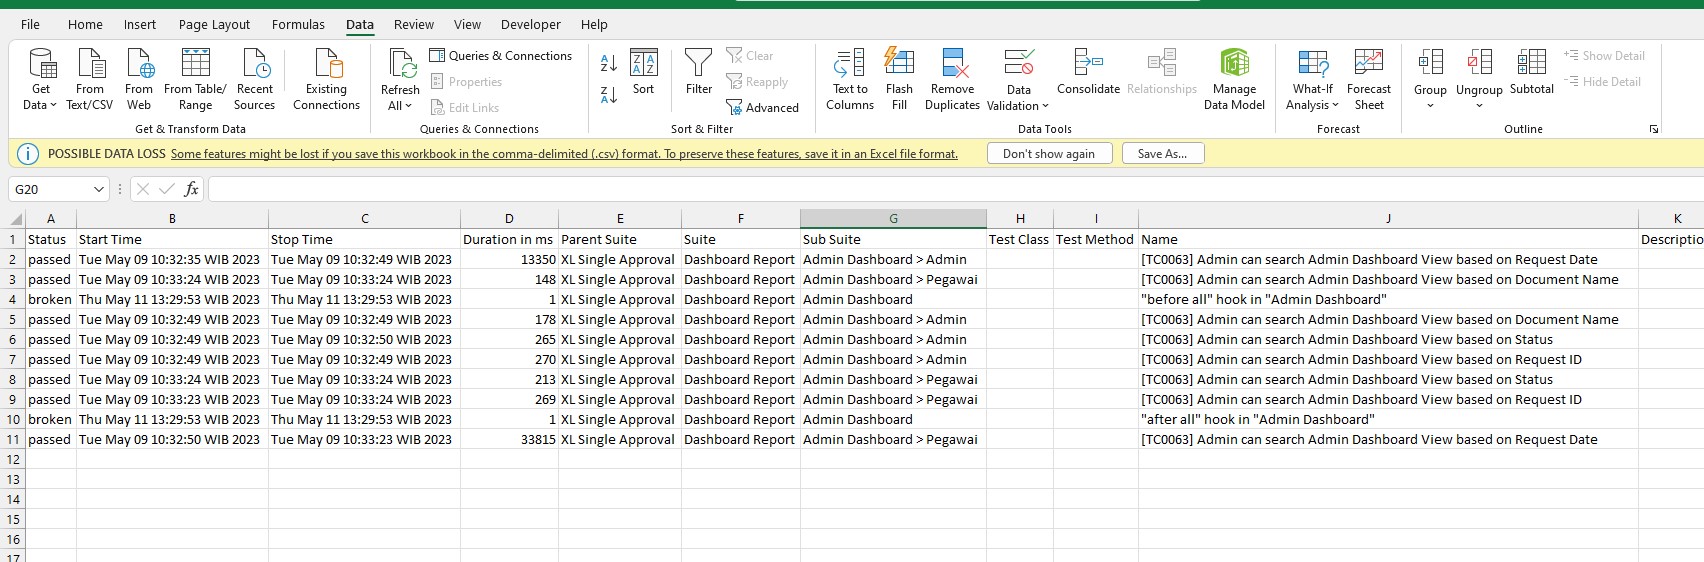 File Home Insert Page Layout Formulas Data Review View Developer Help
Get Data
From Text/CSV
From Web
From Table/ Range
Recent Sources
Existing Connections
Get & Transform Data
Refresh All
Queries & Connections
Properties
Edit Links
Queries & Connections
Sort
Filter
Clear
Reapply
Advanced
Sort & Filter
Text to Columns
Flash Fill
Remove Duplicates
Data Validation
Consolidate
Relationships
Manage Data Model
Data Tools
What-If Analysis
Forecast Sheet
Forecast
Group
Ungroup
Subtotal
Show Detail
Hide Detail
Outline
POSSIBLE DATA LOSS Some features might be lost if you save this workbook in the comma-delimited (.csv) format. To preserve these features, save it in an Excel file format. Don't show again Save As...
G20 fx
A B C D E F G H I J K
1 Status Start Time Stop Time Duration in ms Parent Suite Suite Sub Suite Test Class Test Method Name Descriptio
2 passed Tue May 09 10:32:35 WIB 2023 Tue May 09 10:32:49 WIB 2023 13350 XL Single Approval Dashboard Report Admin Dashboard > Admin [TC0063] Admin can search Admin Dashboard View based on Request Date
3 passed Tue May 09 10:33:24 WIB 2023 Tue May 09 10:33:24 WIB 2023 148 XL Single Approval Dashboard Report Admin Dashboard > Pegawai [TC0063] Admin can search Admin Dashboard View based on Document Name
4 broken Thu May 11 13:29:53 WIB 2023 Thu May 11 13:29:53 WIB 2023 1 XL Single Approval Dashboard Report Admin Dashboard "before all" hook in "Admin Dashboard"
5 passed Tue May 09 10:32:49 WIB 2023 Tue May 09 10:32:49 WIB 2023 178 XL Single Approval Dashboard Report Admin Dashboard > Admin [TC0063] Admin can search Admin Dashboard View based on Document Name
6 passed Tue May 09 10:32:49 WIB 2023 Tue May 09 10:32:50 WIB 2023 265 XL Single Approval Dashboard Report Admin Dashboard > Admin [TC0063] Admin can search Admin Dashboard View based on Status
7 passed Tue May 09 10:32:49 WIB 2023 Tue May 09 10:32:49 WIB 2023 270 XL Single Approval Dashboard Report Admin Dashboard > Admin [TC0063] Admin can search Admin Dashboard View based on Request ID
8 passed Tue May 09 10:33:24 WIB 2023 Tue May 09 10:33:24 WIB 2023 213 XL Single Approval Dashboard Report Admin Dashboard > Pegawai [TC0063] Admin can search Admin Dashboard View based on Status
9 passed Tue May 09 10:33:23 WIB 2023 Tue May 09 10:33:24 WIB 2023 269 XL Single Approval Dashboard Report Admin Dashboard > Pegawai [TC0063] Admin can search Admin Dashboard View based on Request ID
10 broken Thu May 11 13:29:53 WIB 2023 Thu May 11 13:29:53 WIB 2023 1 XL Single Approval Dashboard Report Admin Dashboard "after all" hook in "Admin Dashboard"
11 passed Tue May 09 10:32:50 WIB 2023 Tue May 09 10:33:23 WIB 2023 33815 XL Single Approval Dashboard Report Admin Dashboard > Pegawai [TC0063] Admin can search Admin Dashboard View based on Request Date
12
13
14
15
16
17